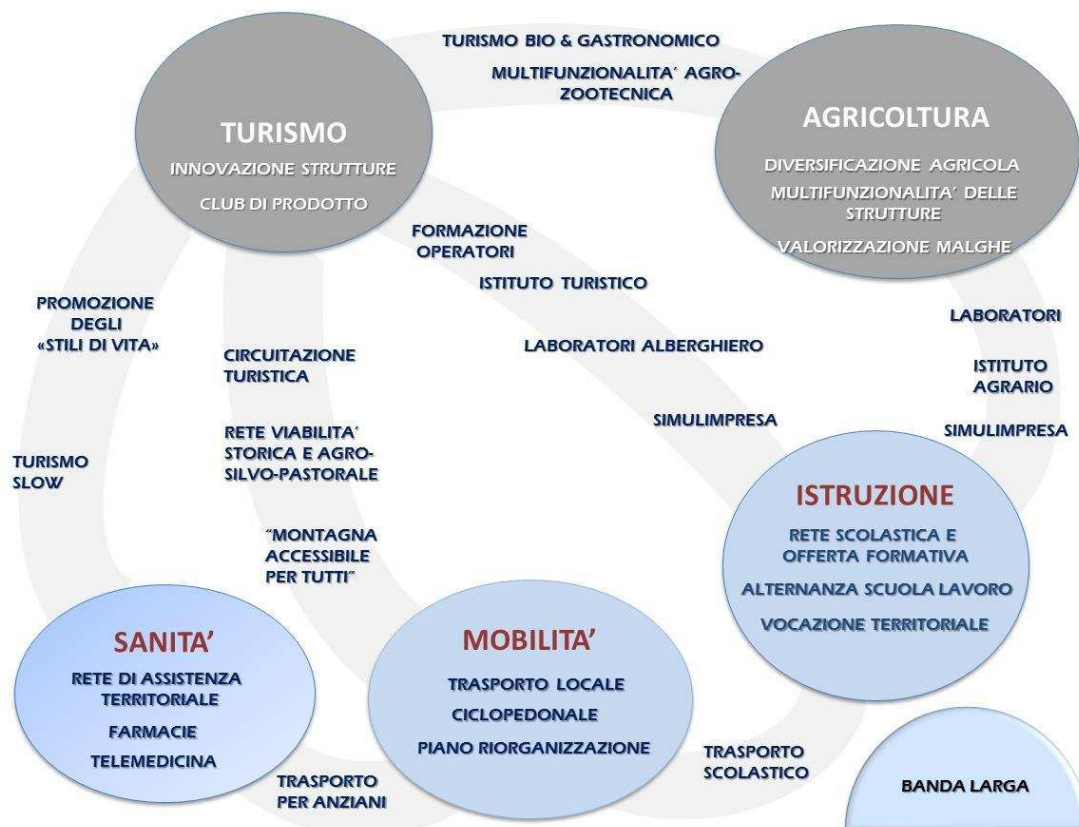 TURISMO BIO & GASTRONOMICO
MULTIFUNZIONALITA' AGRO-
ZOOTECNICA
TURISMO
INNOVAZIONE STRUTTURE
CLUB DI PRODOTTO
AGRICOLTURA
DIVERSIFICAZIONE AGRICOLA
MULTIFUNZIONALITA' DELLE
STRUTTURE
VALORIZZAZIONE MALGHE
FORMAZIONE
OPERATORI
ISTITUTO TURISTICO
LABORATORI ALBERGHIERO
SIMULIMPRESA
LABORATORI
ISTITUTO
AGRARIO
SIMULIMPRESA
PROMOZIONE
DEGLI
«STILI DI VITA»
TURISMO
SLOW
CIRCUITAZIONE
TURISTICA
RETE VIABILITA'
STORICA E AGRO-
SILVO-PASTORALE
"MONTAGNA
ACCESSIBILE
PER TUTTI"
ISTRUZIONE
RETE SCOLASTICA E
OFFERTA FORMATIVA
ALTERNANZA SCUOLA LAVORO
VOCAZIONE TERRITORIALE
SANITA'
RETE DI ASSISTENZA
TERRITORIALE
FARMACIE
TELEMEDICINA
MOBILITA'
TRASPORTO LOCALE
CICLOPEDONALE
PIANO RIORGANIZZAZIONE
TRASPORTO
PER ANZIANI
TRASPORTO
SCOLASTICO
BANDA LARGA